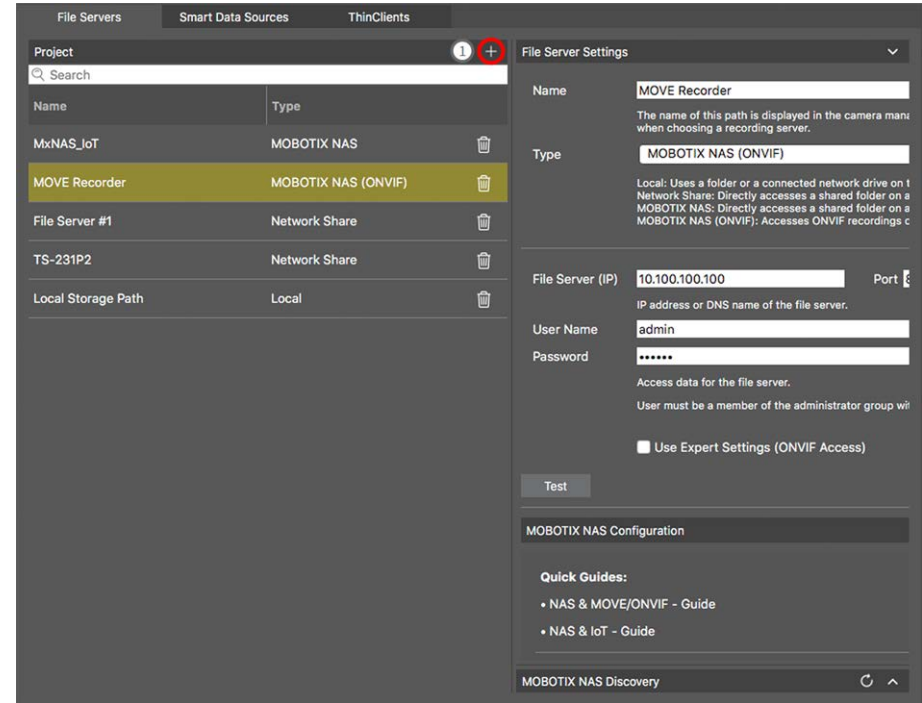 File Servers Smart Data Sources ThinClients
Project 1 +
Search
Name Type
MxNAS_IoT MOBOTIX NAS
MOVE Recorder MOBOTIX NAS (ONVIF)
File Server #1 Network Share
TS-231P2 Network Share
Local Storage Path Local
File Server Settings
Name MOVE Recorder
The name of this path is displayed in the camera
when choosing a recording server.
Type MOBOTIX NAS (ONVIF)
Local: Uses a folder or a connected network drive on
Network Share: Directly accesses a shared folder on a
MOBOTIX NAS: Directly accesses a shared folder on a
MOBOTIX NAS (ONVIF): Accesses ONVIF recordings
File Server (IP) 10.100.100.100 Port
IP address or DNS name of the file server.
User Name admin
Password ••••••
Access data for the file server.
User must be a member of the administrator group
Use Expert Settings (ONVIF Access)
Test
MOBOTIX NAS Configuration
Quick Guides:
• NAS & MOVE/ONVIF - Guide
• NAS & IoT - Guide
MOBOTIX NAS Discovery